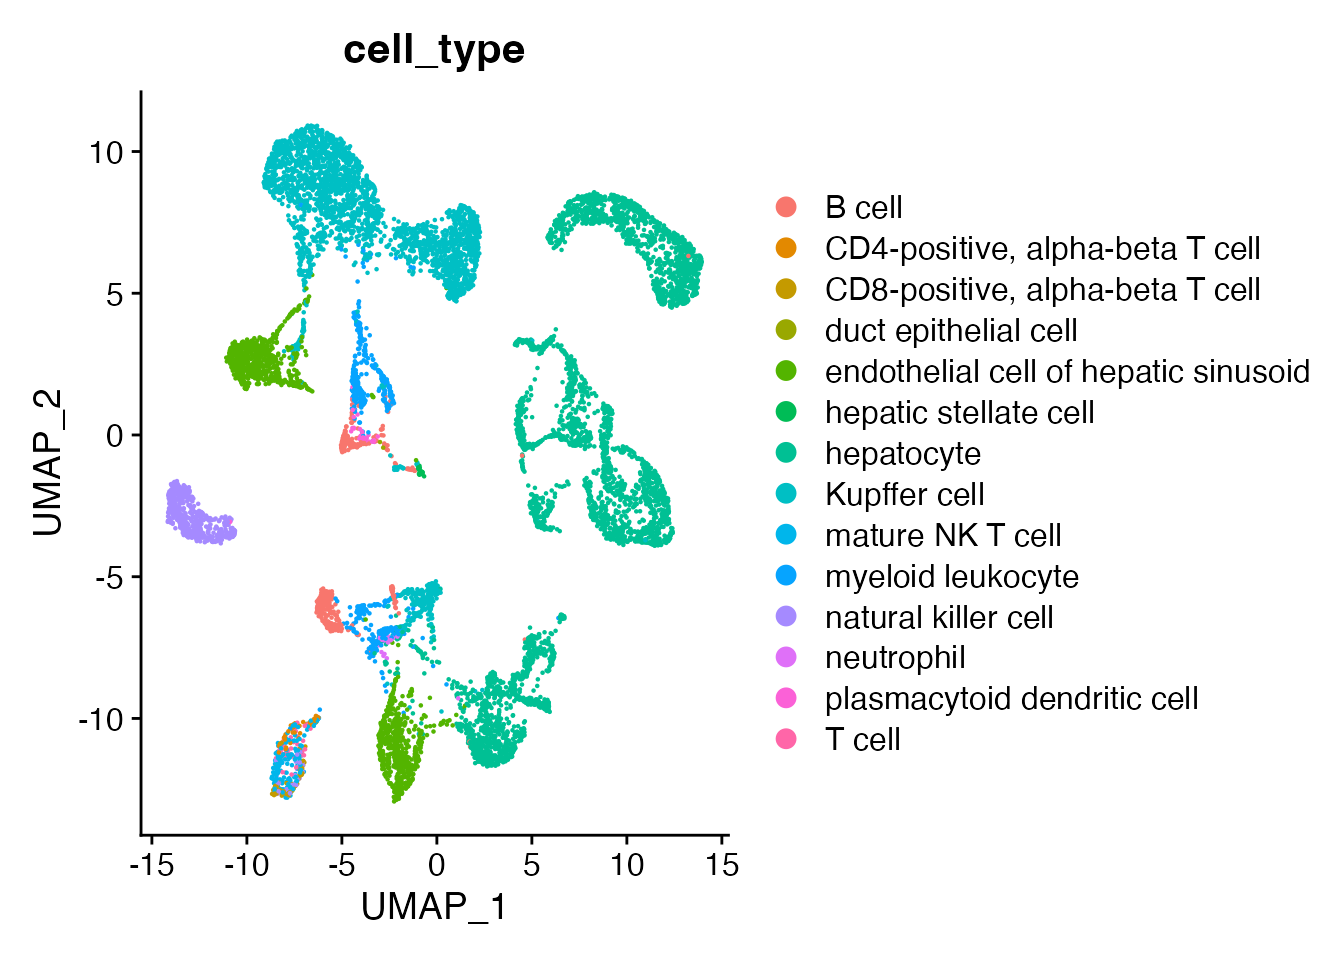 cell_type
10
5
0
-5
-10
UMAP_2
-15 -10 -5 0 5 10 15
UMAP_1
B cell
CD4-positive, alpha-beta T cell
CD8-positive, alpha-beta T cell
duct epithelial cell
endothelial cell of hepatic sinusoid
hepatic stellate cell
hepatocyte
Kupffer cell
mature NK T cell
myeloid leukocyte
natural killer cell
neutrophil
plasmacytoid dendritic cell
T cell